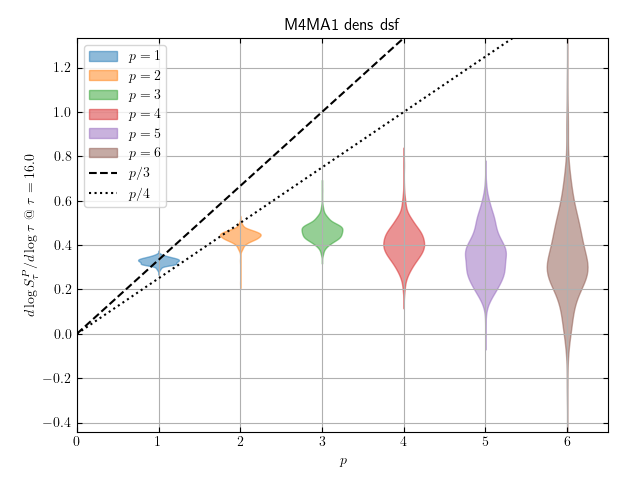 M4MA1 dens dsf
p = 1
p = 2
p = 3
p = 4
p = 5
p = 6
p/3
p/4
d log S_τ^P / d log τ @ τ = 16.0
1.2
1.0
0.8
0.6
0.4
0.2
0.0
−0.2
−0.4
0 1 2 3 4 5 6
p